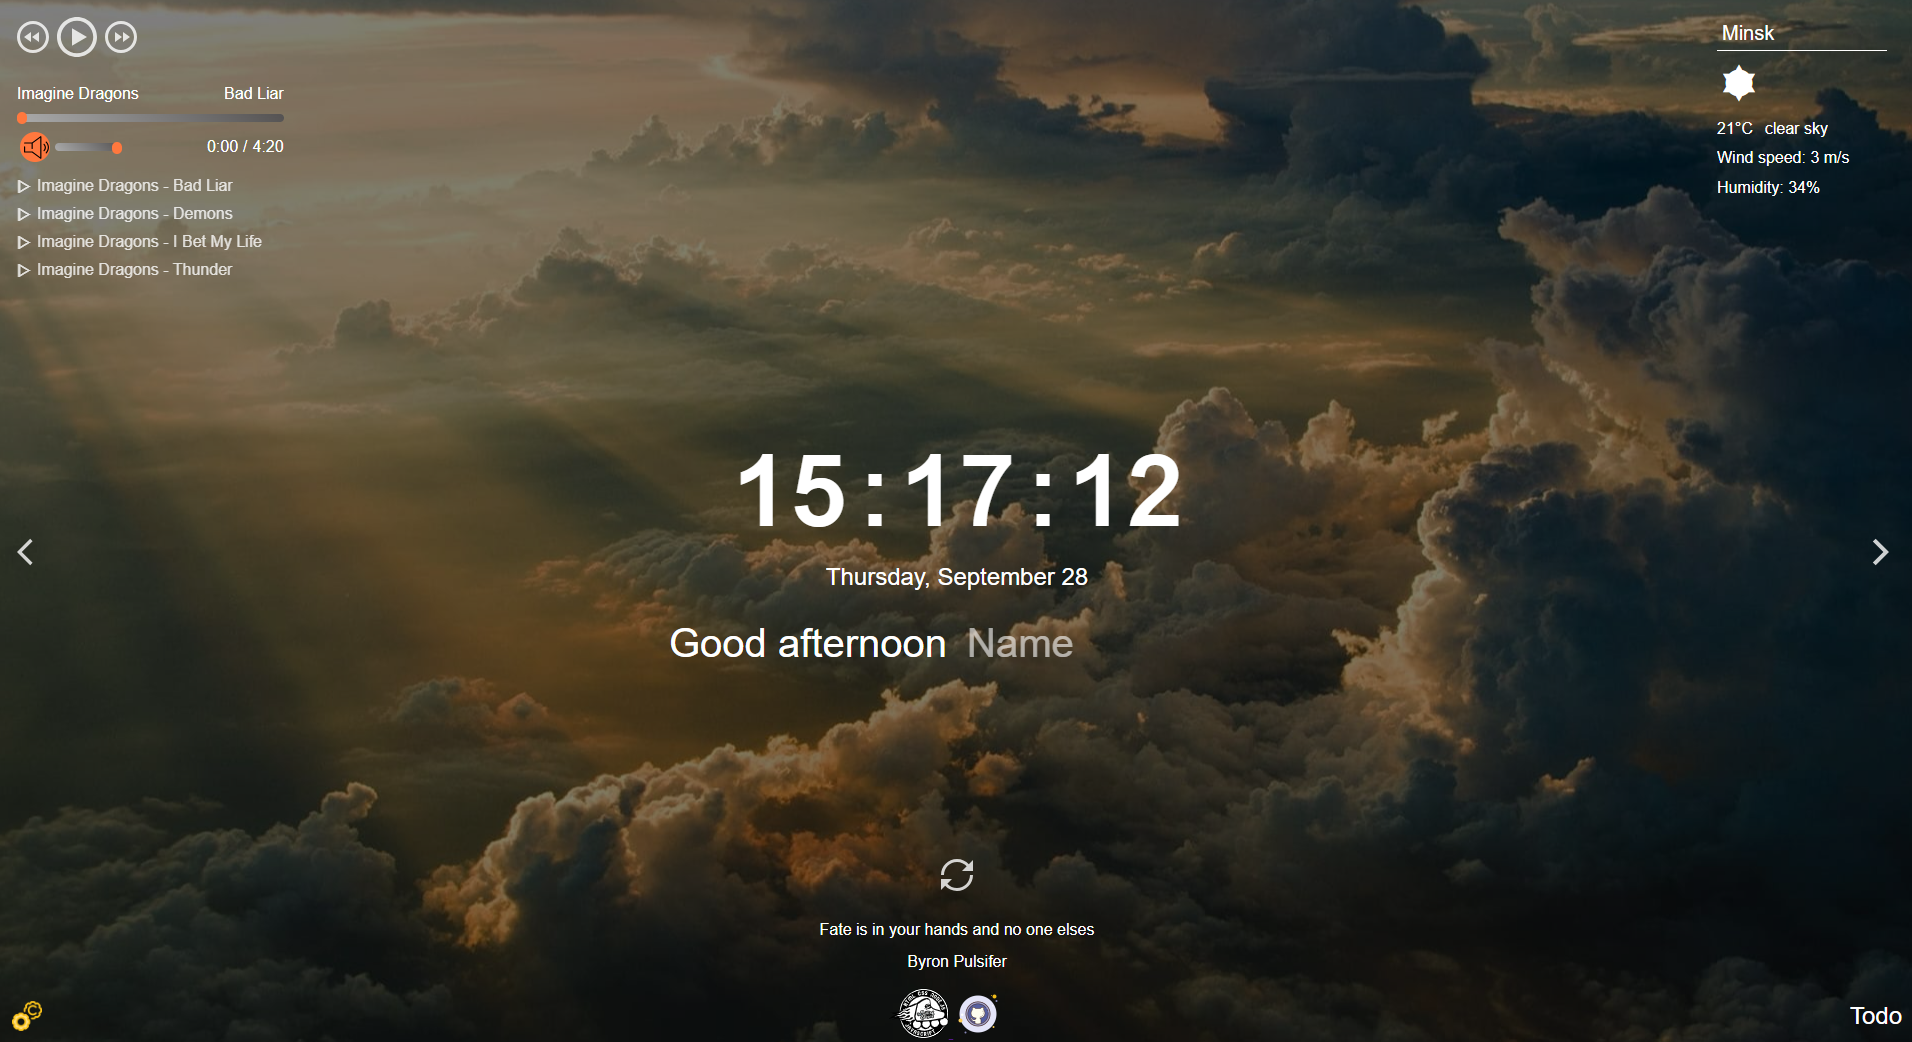 Imagine Dragons Bad Liar
0:00 / 4:20
Imagine Dragons - Bad Liar
Imagine Dragons - Demons
Imagine Dragons - I Bet My Life
Imagine Dragons - Thunder
Minsk
21°C clear sky
Wind speed: 3 m/s
Humidity: 34%
15:17:12
Thursday, September 28
Good afternoon Name
Fate is in your hands and no one elses
Byron Pulsifer
Todo